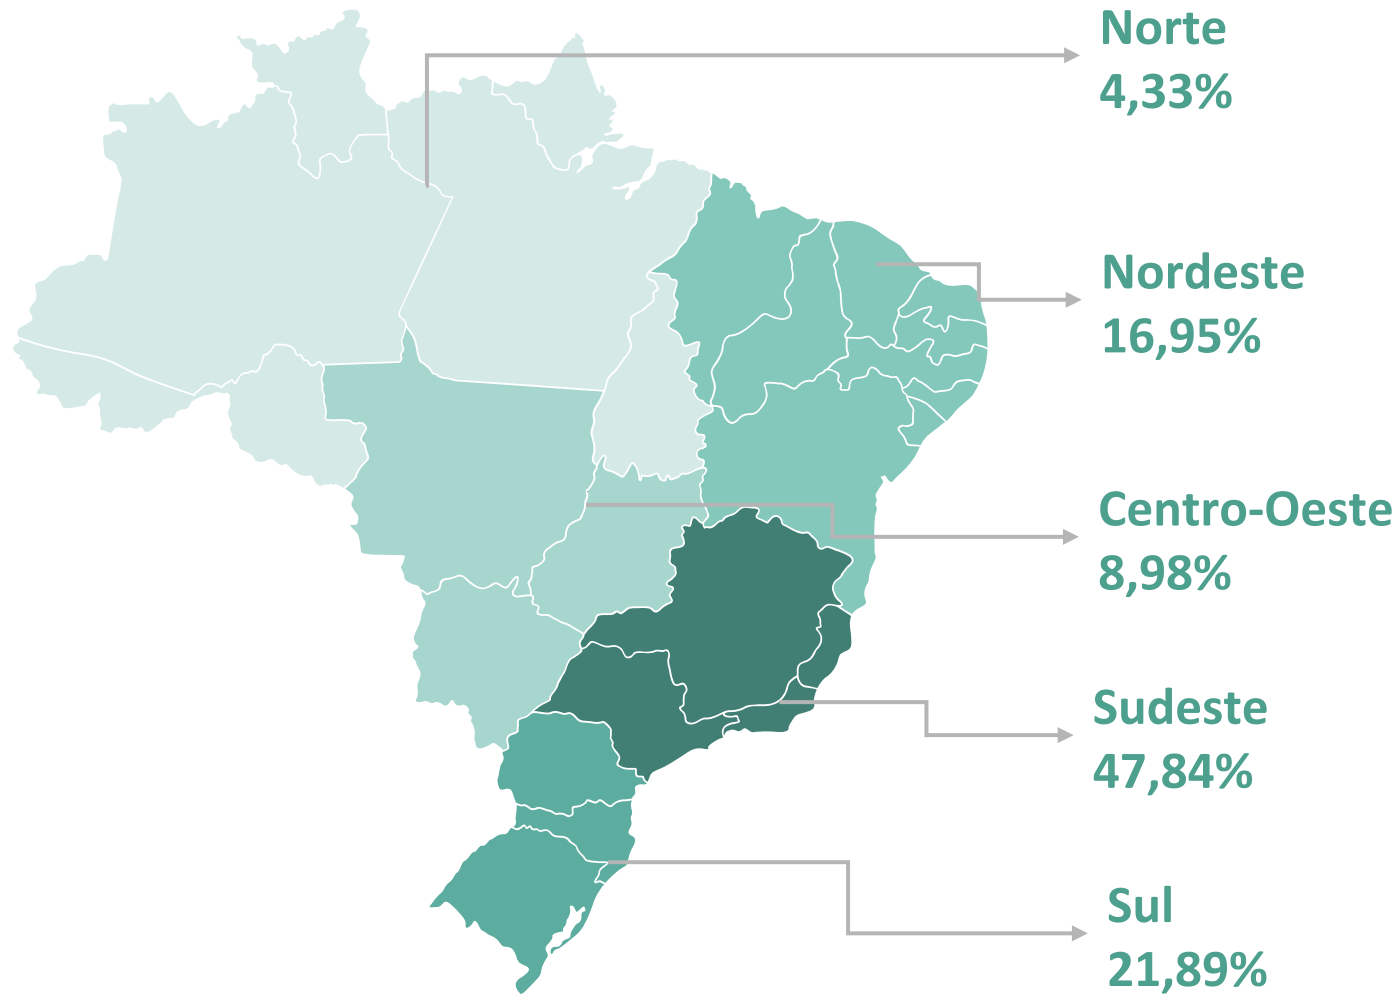 Norte
4,33%
Nordeste
16,95%
Centro-Oeste
8,98%
Sudeste
47,84%
Sul
21,89%